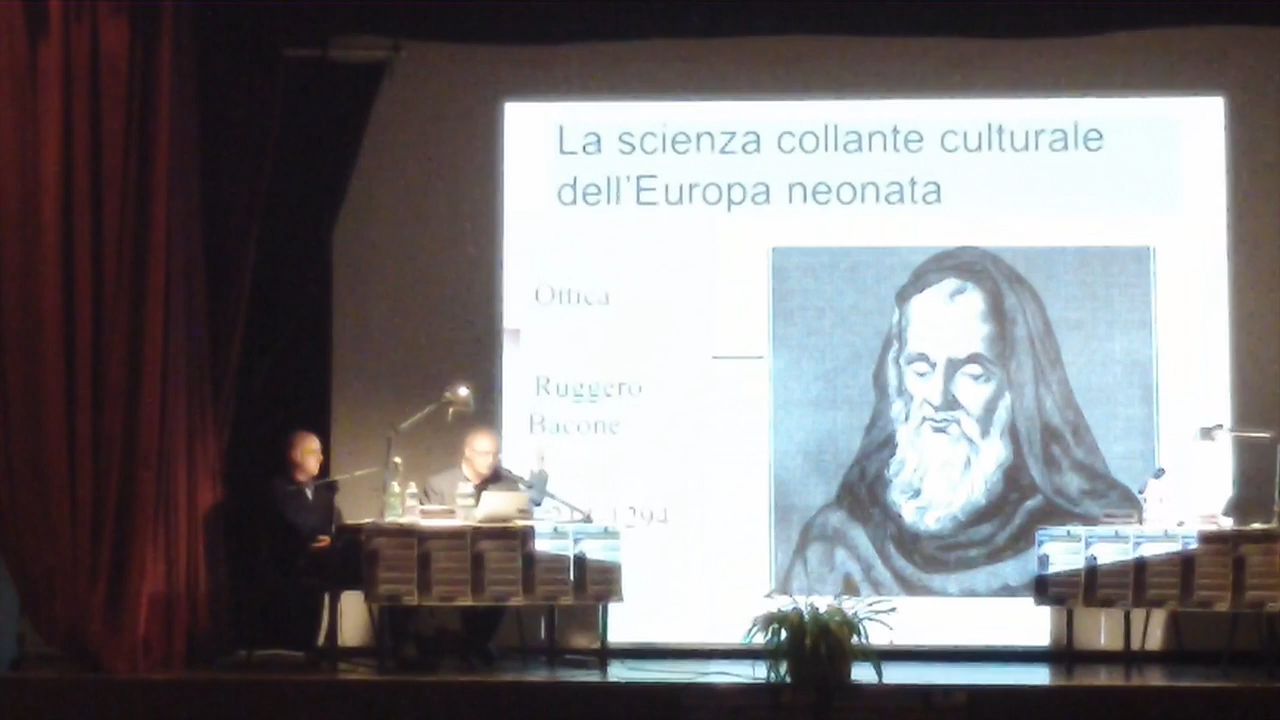 La scienza collante culturale
dell'Europa neonata
Ottica
Ruggero
Bacone
1294